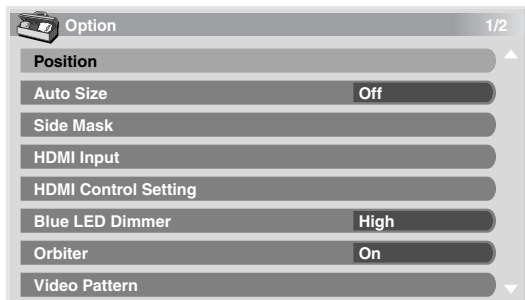 Option 1/2
Position
Auto Size Off
Side Mask
HDMI Input
HDMI Control Setting
Blue LED Dimmer High
Orbiter On
Video Pattern